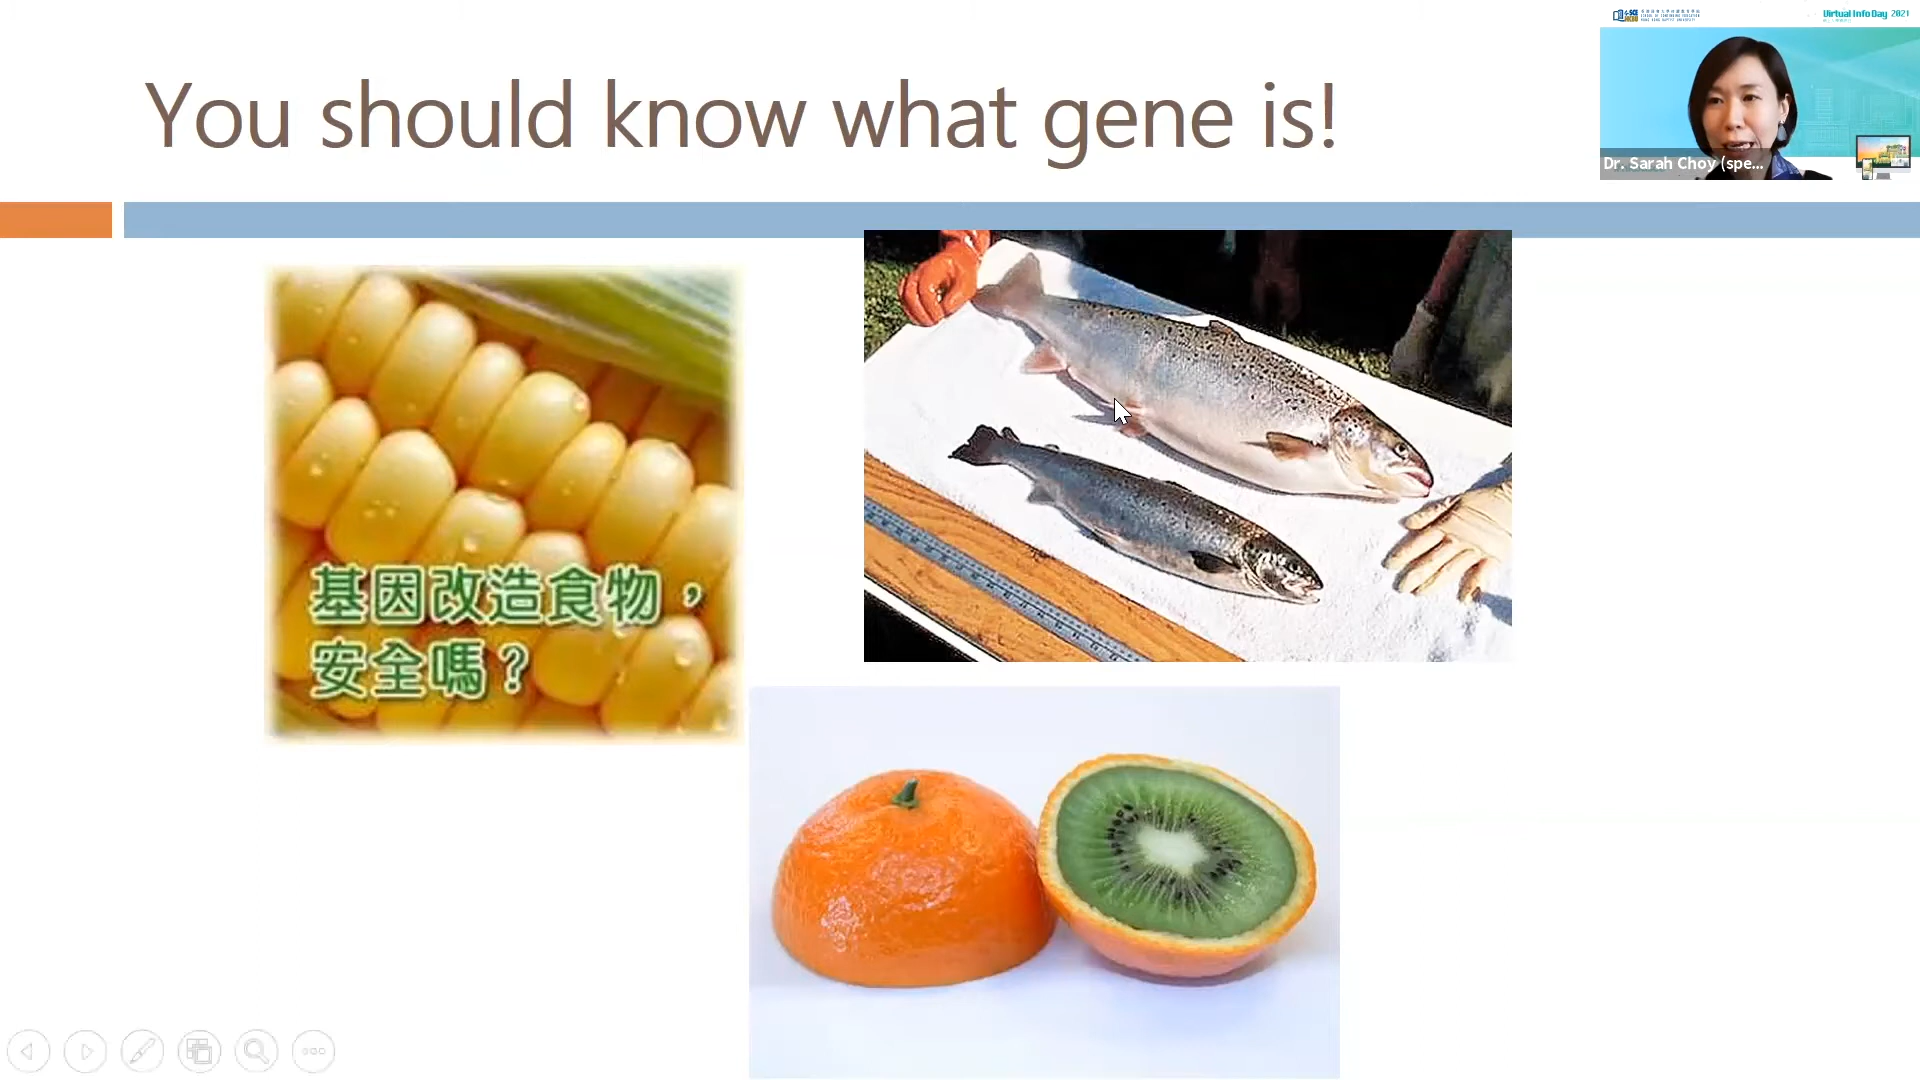 Virtual Info Day 2021
You should know what gene is!
Dr. Sarah Choy (spe...
基因改造食物，
安全嗎？